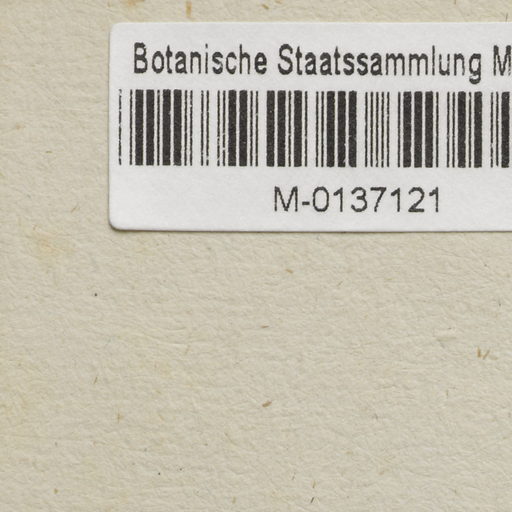 Botanische Staatssammlung M
M-0137121